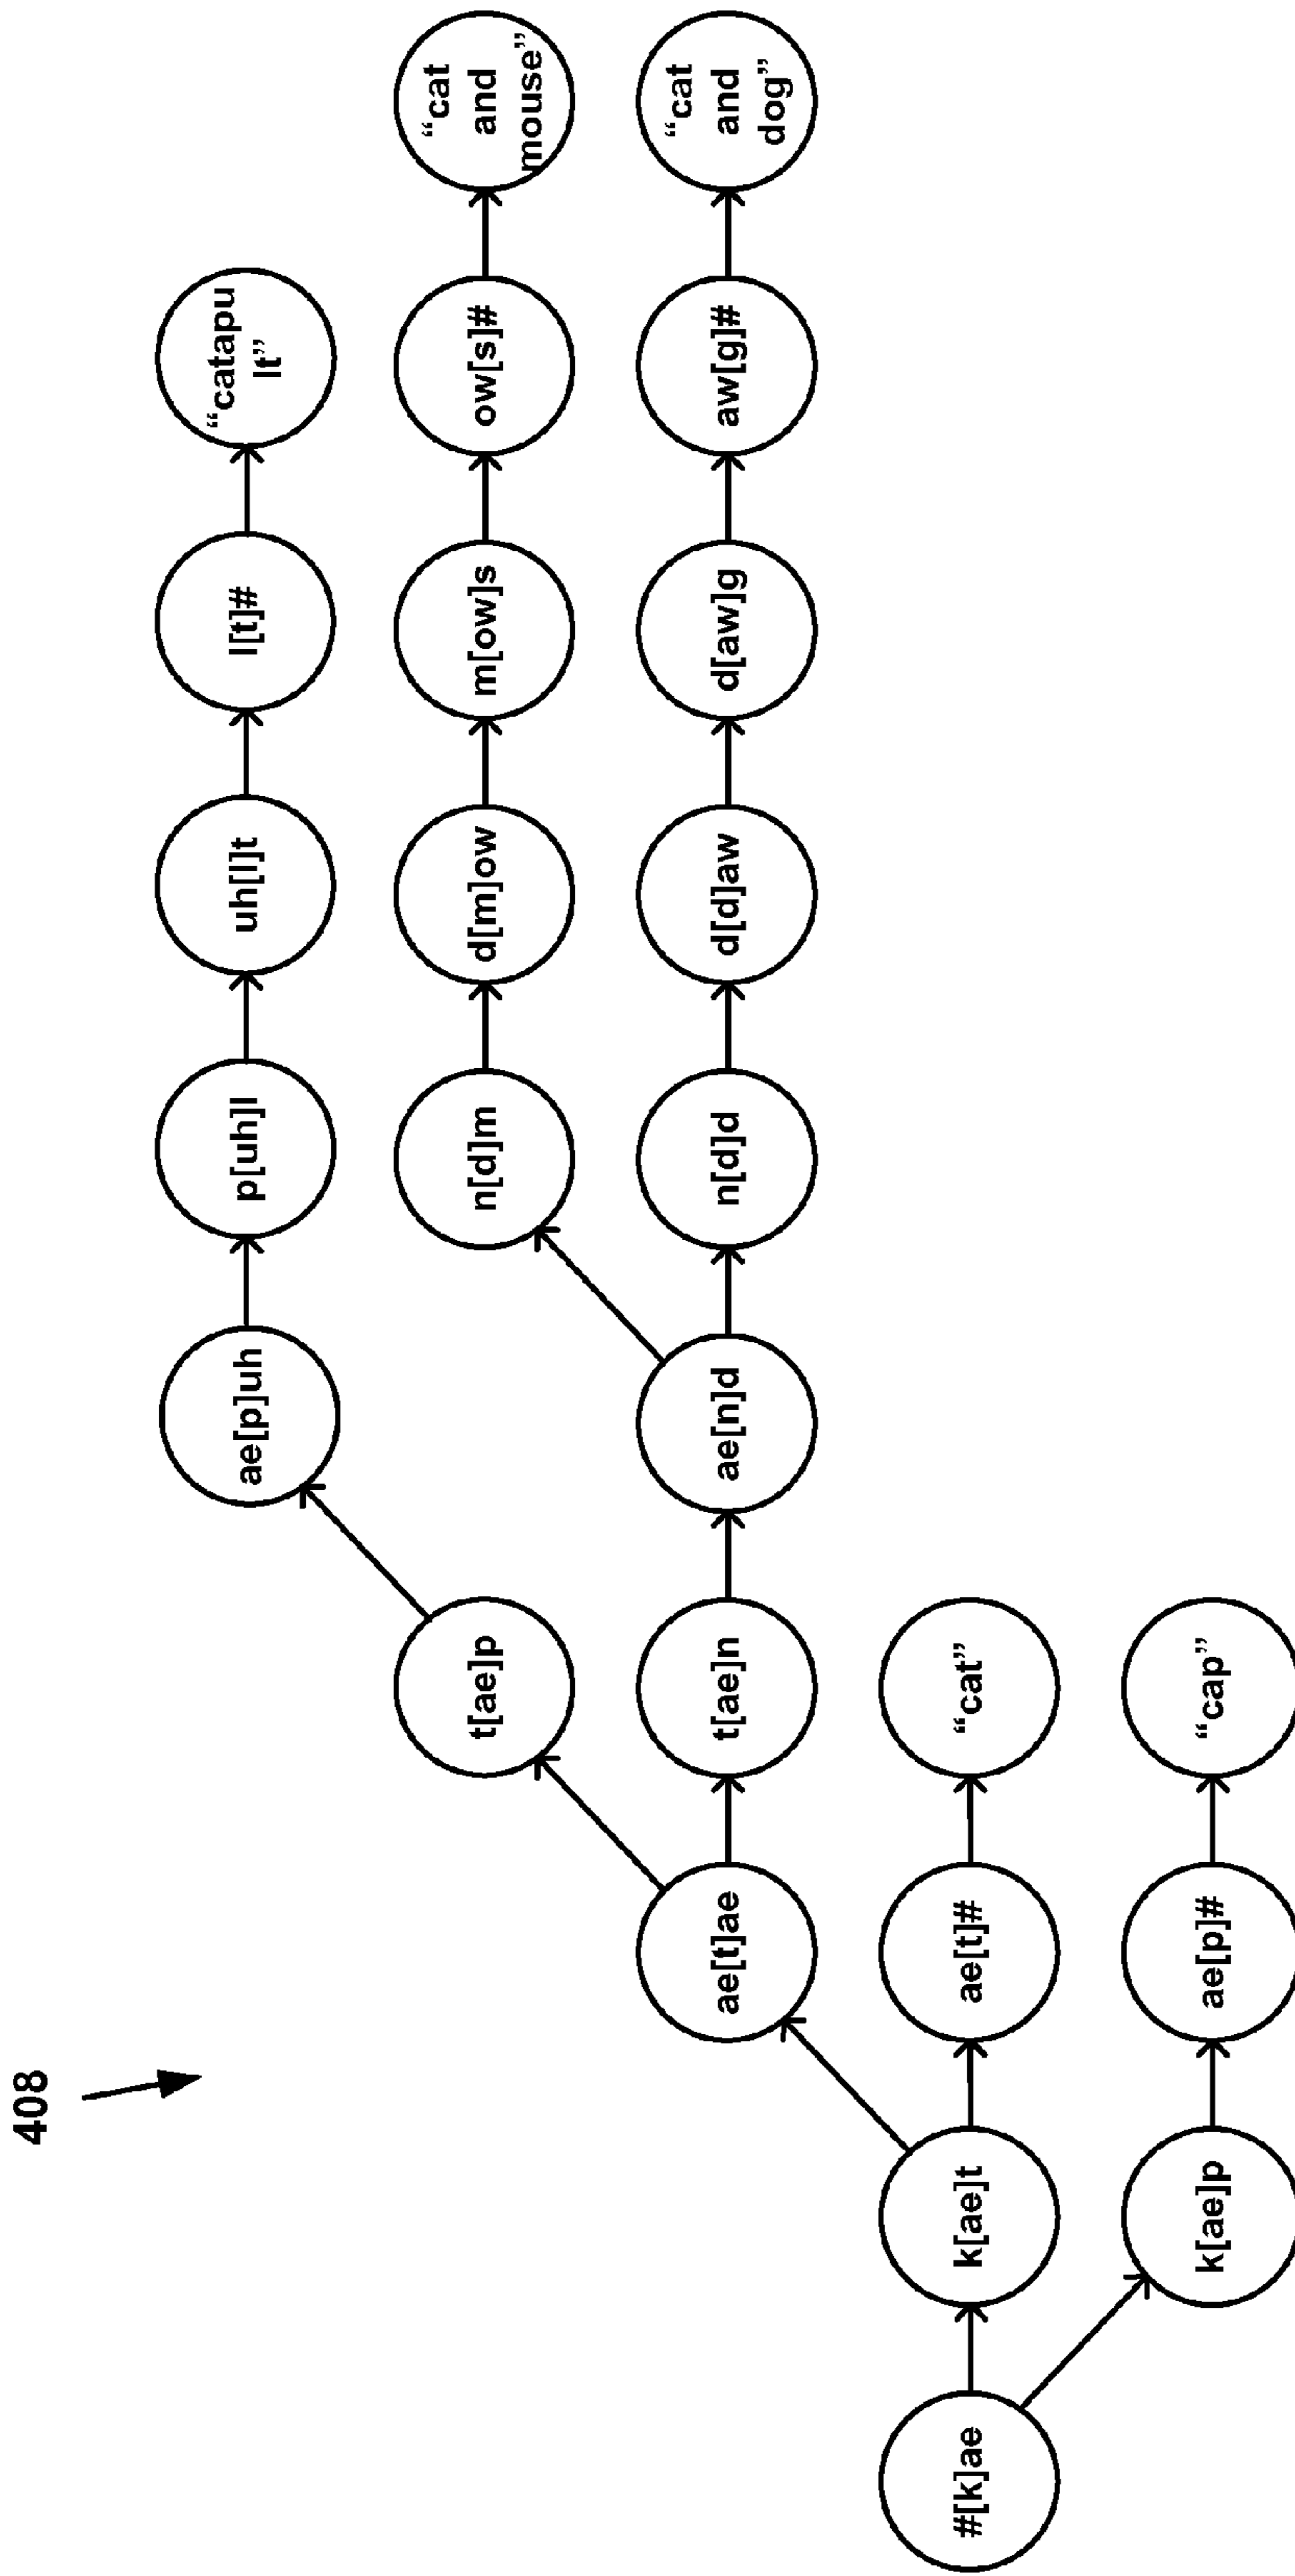 408
“catapu
lt”
ae[p]uh
p[uh]l
uh[l]t
l[t]#
“cat
and
mouse”
t[ae]p
n[d]m
d[m]ow
m[ow]s
ow[s]#
“cat
and
dog”
ae[t]ae
t[ae]n
ae[n]d
n[d]d
d[d]aw
d[aw]g
aw[g]#
#[k]ae
k[ae]t
ae[t]#
“cat”
k[ae]p
ae[p]#
“cap”